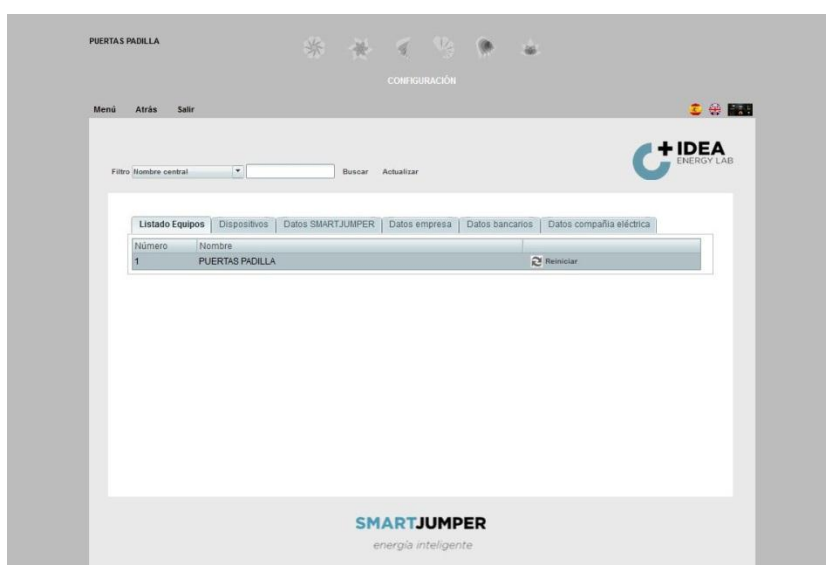 PUERTAS PADILLA
CONFIGURACIÓN
Menú Atrás Salir
+ IDEA
ENERGY LAB
Filtro Nombre central Buscar Actualizar
Listado Equipos Dispositivos Datos SMARTJUMPER Datos empresa Datos bancarios Datos compañía eléctrica
Número Nombre
1 PUERTAS PADILLA Reiniciar
SMARTJUMPER
energía inteligente